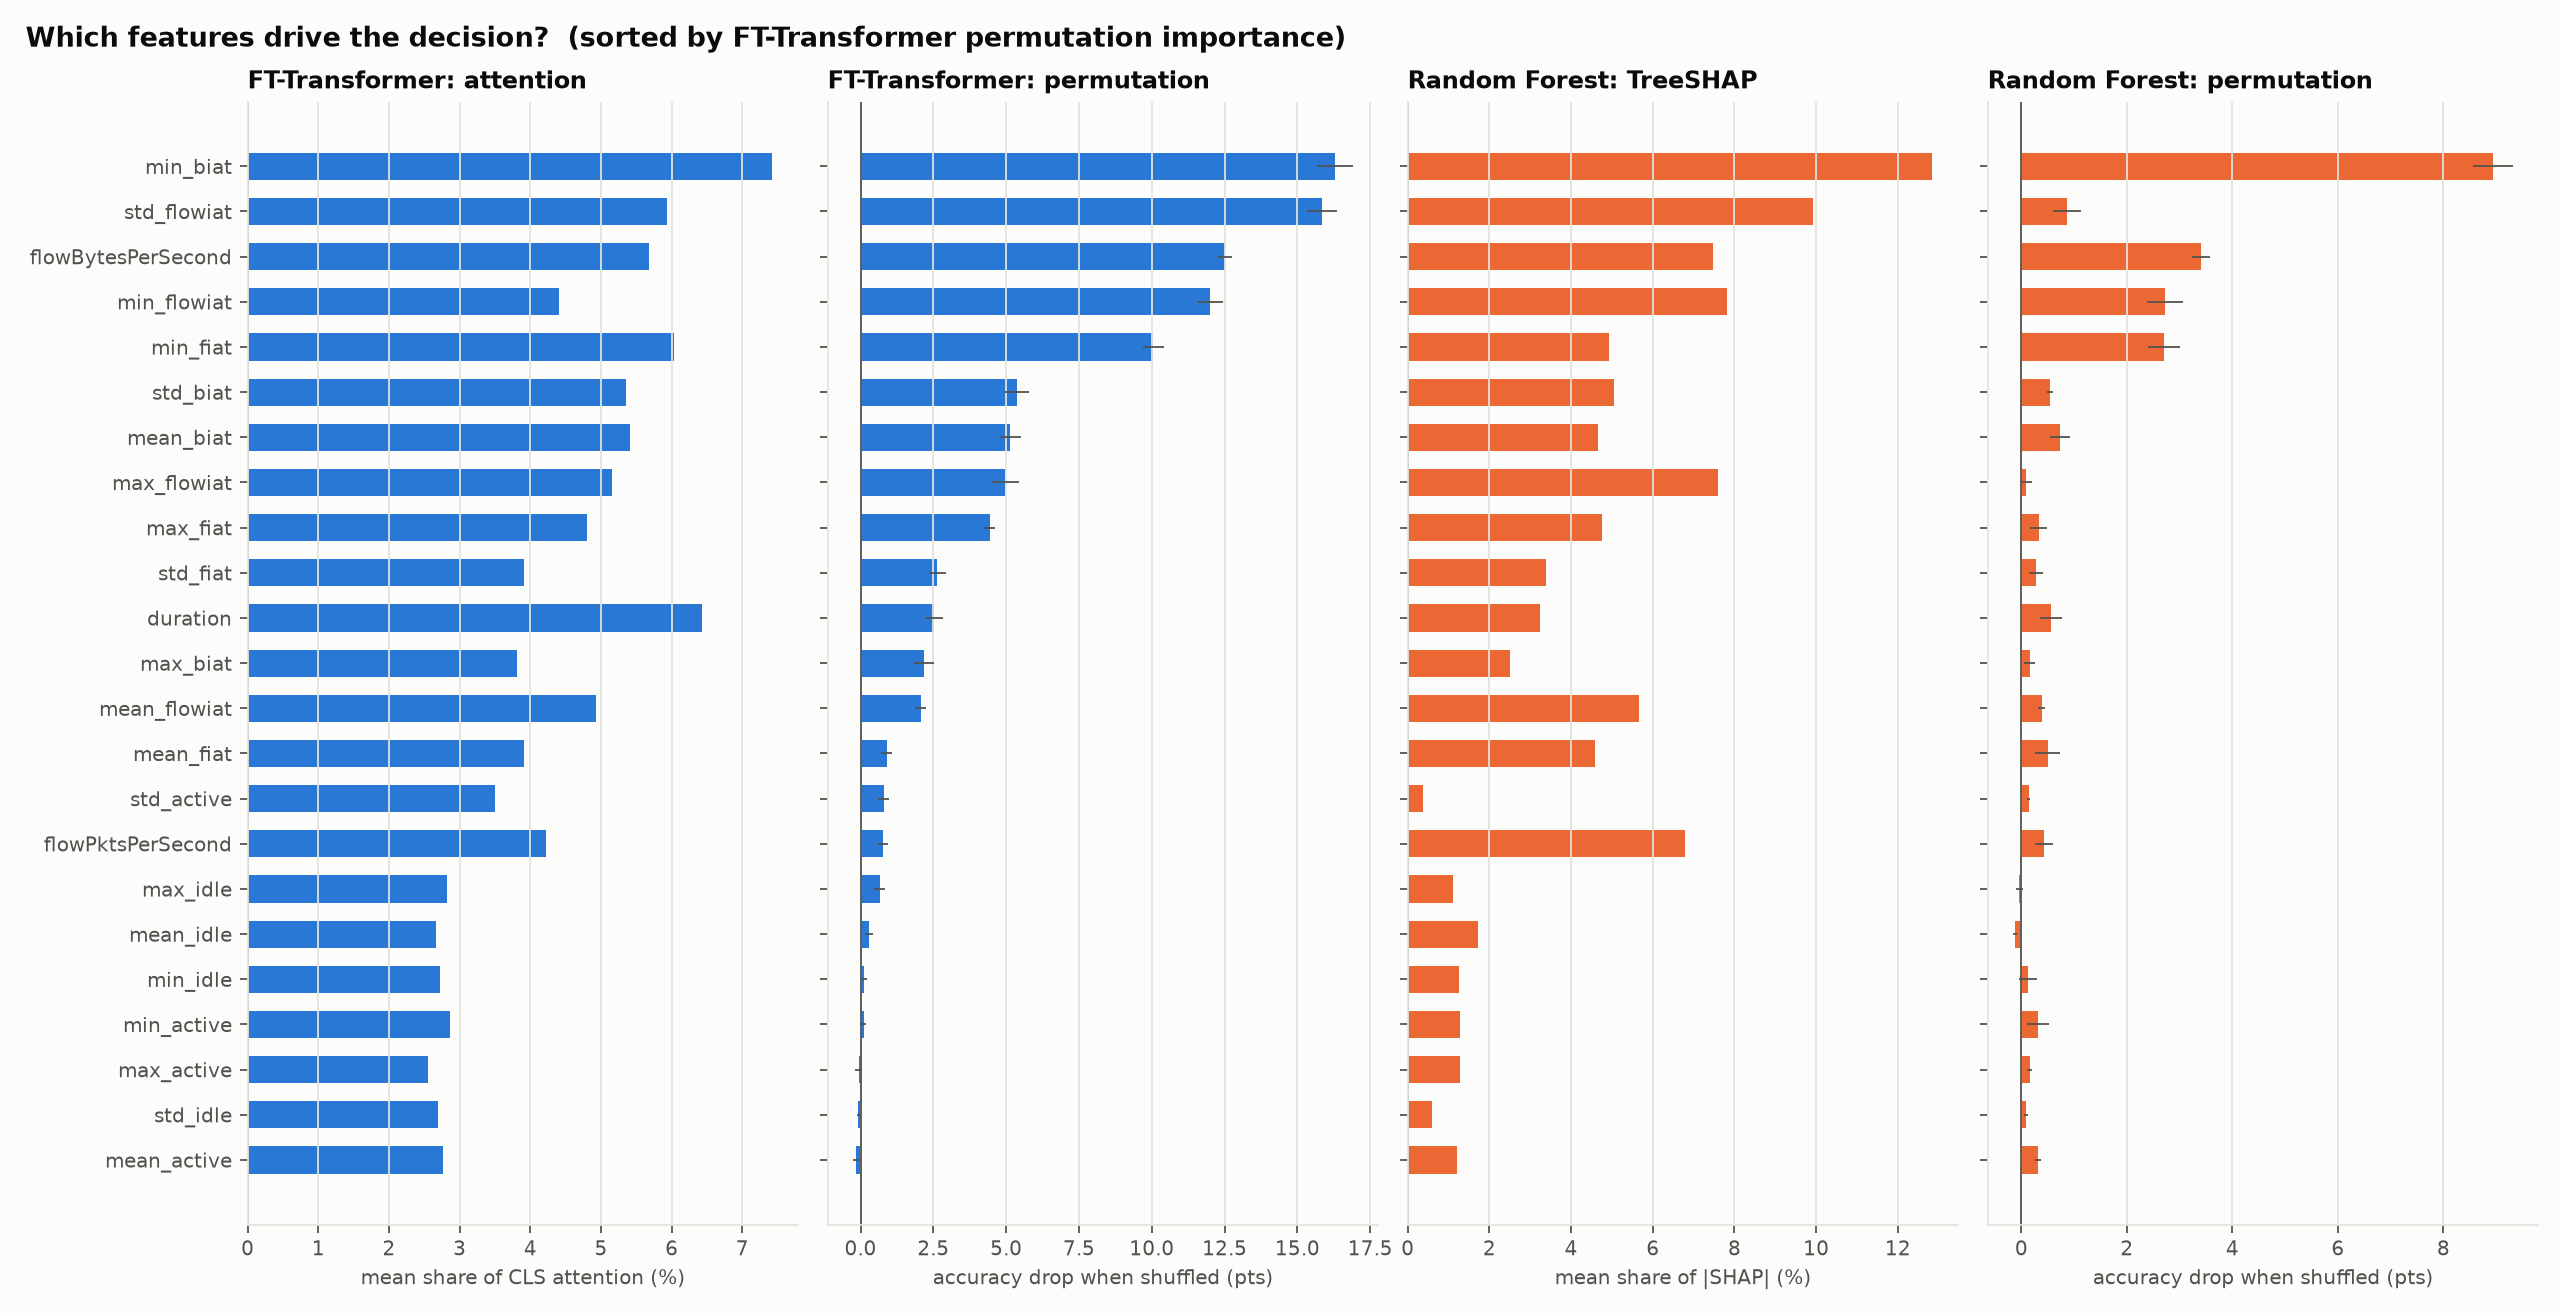 Which features drive the decision?  (sorted by FT-Transformer permutation importance)
FT-Transformer: attention
FT-Transformer: permutation
Random Forest: TreeSHAP
Random Forest: permutation
min_biat
std_flowiat
flowBytesPerSecond
min_flowiat
min_fiat
std_biat
mean_biat
max_flowiat
max_fiat
std_fiat
duration
max_biat
mean_flowiat
mean_fiat
std_active
flowPktsPerSecond
max_idle
mean_idle
min_idle
min_active
max_active
std_idle
mean_active
0 1 2 3 4 5 6 7
mean share of CLS attention (%)
0.0 2.5 5.0 7.5 10.0 12.5 15.0 17.5
accuracy drop when shuffled (pts)
0 2 4 6 8 10 12
mean share of |SHAP| (%)
0 2 4 6 8
accuracy drop when shuffled (pts)